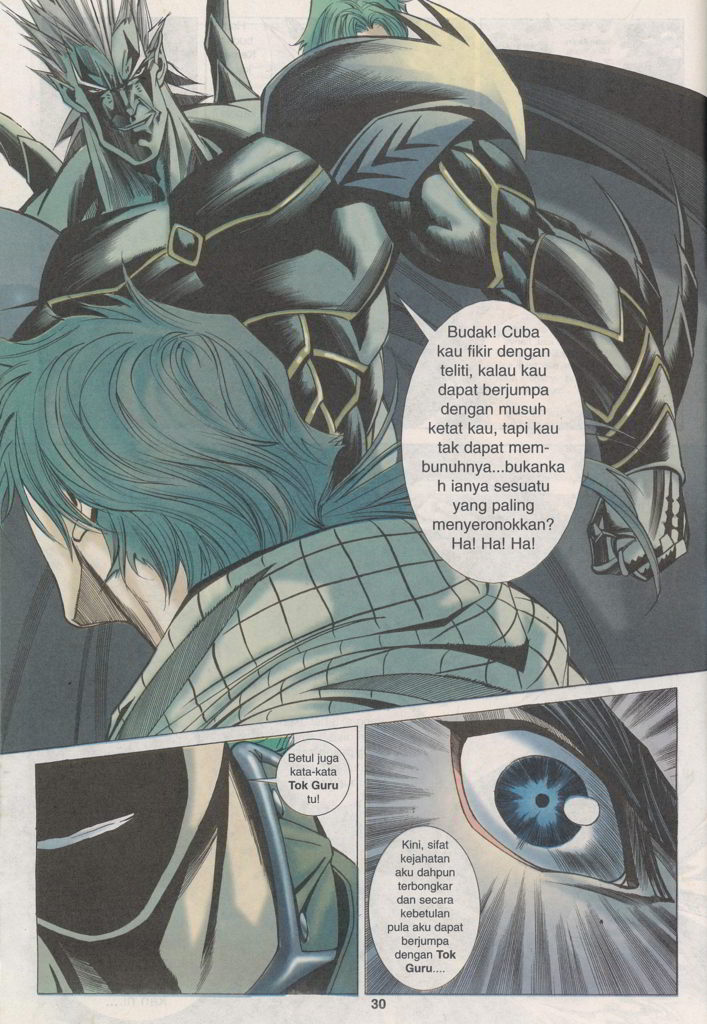 Budak! Cuba
kau fikir dengan
teliti, kalau kau
dapat berjumpa
dengan musuh
ketat kau, tapi kau
tak dapat mem-
bunuhnya...bukanka
h ianya sesuatu
yang paling
menyeronokkan?
Ha! Ha! Ha!
Betul juga
kata-kata
Tok Guru
tu!
Kini, sifat
kejahatan
aku dahpun
terbongkar
dan secara
kebetulan
pula aku dapat
berjumpa
dengan Tok
Guru....
30